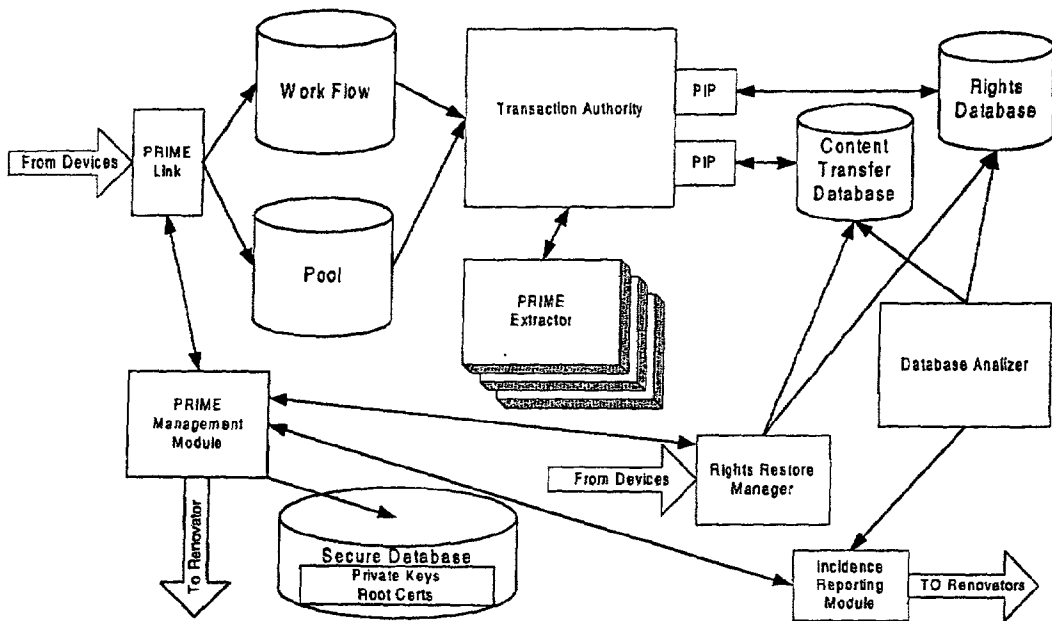 Work Flow
Transaction Authority
PIP
Rights
Database
From Devices
PRIME
Link
PIP
Content
Transfer
Database
Pool
PRIME
Extractor
Database Analizer
PRIME
Management
Module
From Devices
Rights Restore
Manager
To Renovator
Secure Database
Private Keys
Root Certs
Incidence
Reporting
Module
TO Renovators